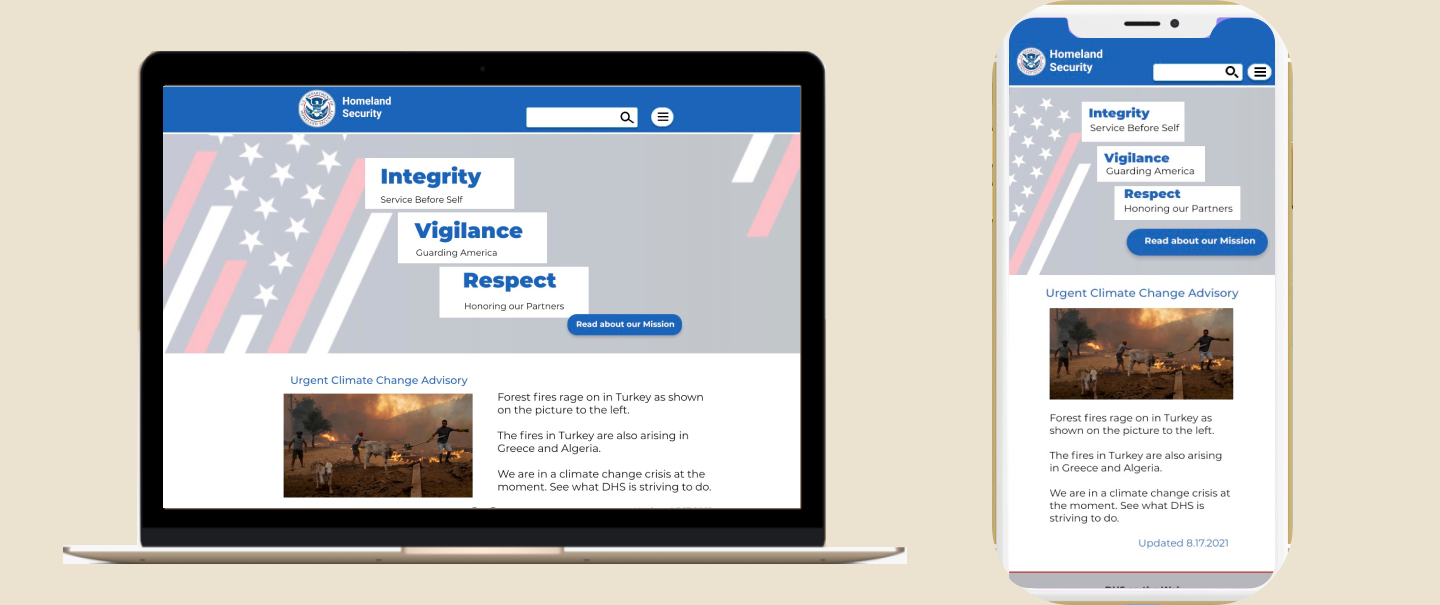 Homeland
Security
Integrity
Service Before Self
Vigilance
Guarding America
Respect
Honoring our Partners
Read about our Mission
Urgent Climate Change Advisory
Forest fires rage on in Turkey as shown
on the picture to the left.
The fires in Turkey are also arising in
Greece and Algeria.
We are in a climate change crisis at the
moment. See what DHS is striving to do.
Homeland
Security
Integrity
Service Before Self
Vigilance
Guarding America
Respect
Honoring our Partners
Read about our Mission
Urgent Climate Change Advisory
Forest fires rage on in Turkey as
shown on the picture to the left.
The fires in Turkey are also arising
in Greece and Algeria.
We are in a climate change crisis at
the moment. See what DHS is
striving to do.
Updated 8.17.2021